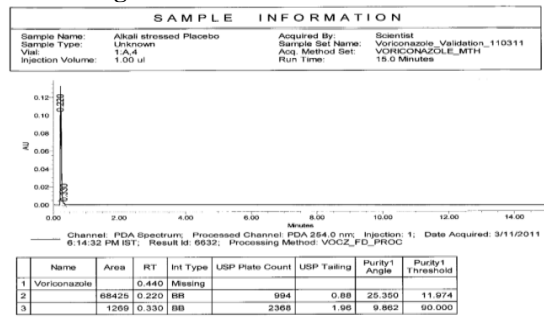 SAMPLE INFORMATION
Sample Name: Alkali stressed Placebo Acquired By: Scientist
Sample Type: Unknown Sample Set Name: Voriconazole_Validation_110311
Vial: 1:A,4 Acq. Method Set: VORICONAZOLE_MTH
Injection Volume: 1.00 ul Run Time: 15.0 Minutes
0.12
0.10
0.08
0.06
0.04
0.02
0.00
AU
0.220
0.330
0.00 2.00 4.00 6.00 8.00 10.00 12.00 14.00
Minutes
Channel: PDA Spectrum; Processed Channel: PDA 254.0 nm; Injection: 1; Date Acquired: 3/11/2011
6:14:32 PM IST; Result Id: 6632; Processing Method: VOCZ_FD_PROC
Name Area RT Int Type USP Plate Count USP Tailing Purity1 Angle Purity1 Threshold
1 Voriconazole 0.440 Missing
2 68425 0.220 BB 994 0.88 25.350 11.974
3 1269 0.330 BB 2368 1.96 9.862 90.000